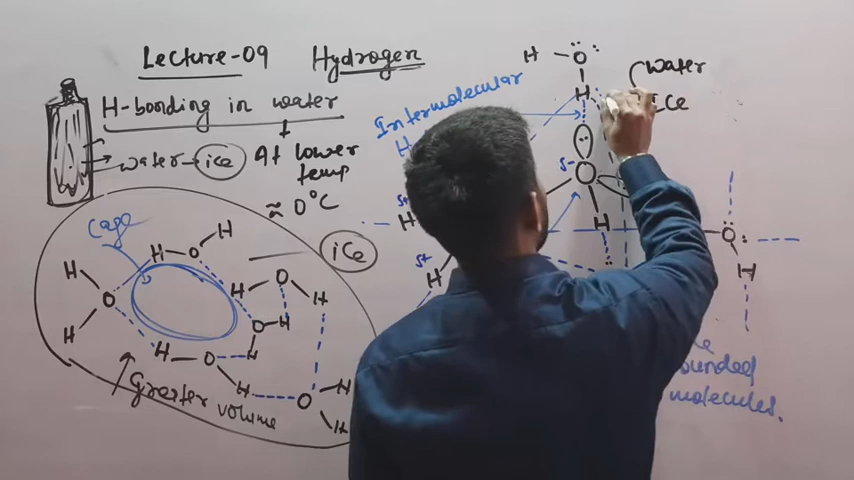 Lecture-09 Hydrogen
H-bonding in water
water → ice
At lower
temp
≈ 0°C
Intermolecular
H
water
Ice
H – O
H
cage
ice
H H O H
O
H
H O H
O H
H O H
H O H
H
Greater volume
δ-
O
H
δ+
H
δ+
H
O
H
bounded
molecules.